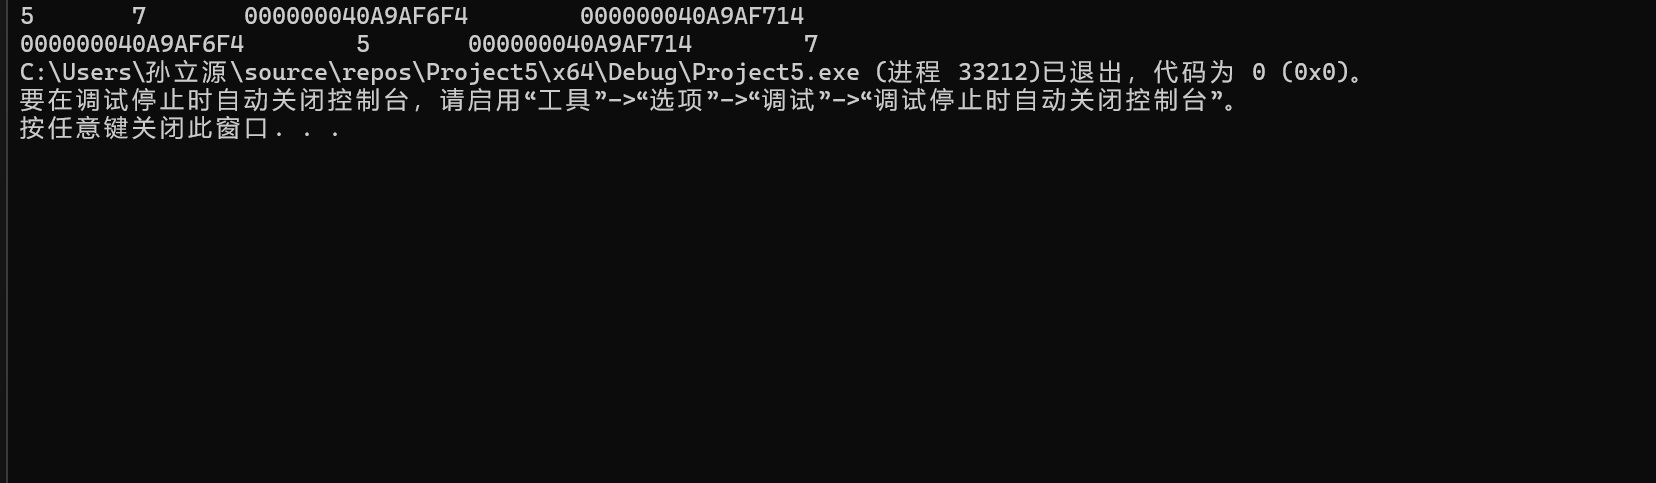 5       7       000000040A9AF6F4        000000040A9AF714
000000040A9AF6F4        5       000000040A9AF714        7
C:\Users\孙立源\source\repos\Project5\x64\Debug\Project5.exe (进程 33212)已退出，代码为 0 (0x0)。
要在调试停止时自动关闭控制台，请启用“工具”->“选项”->“调试”->“调试停止时自动关闭控制台”。
按任意键关闭此窗口. . .